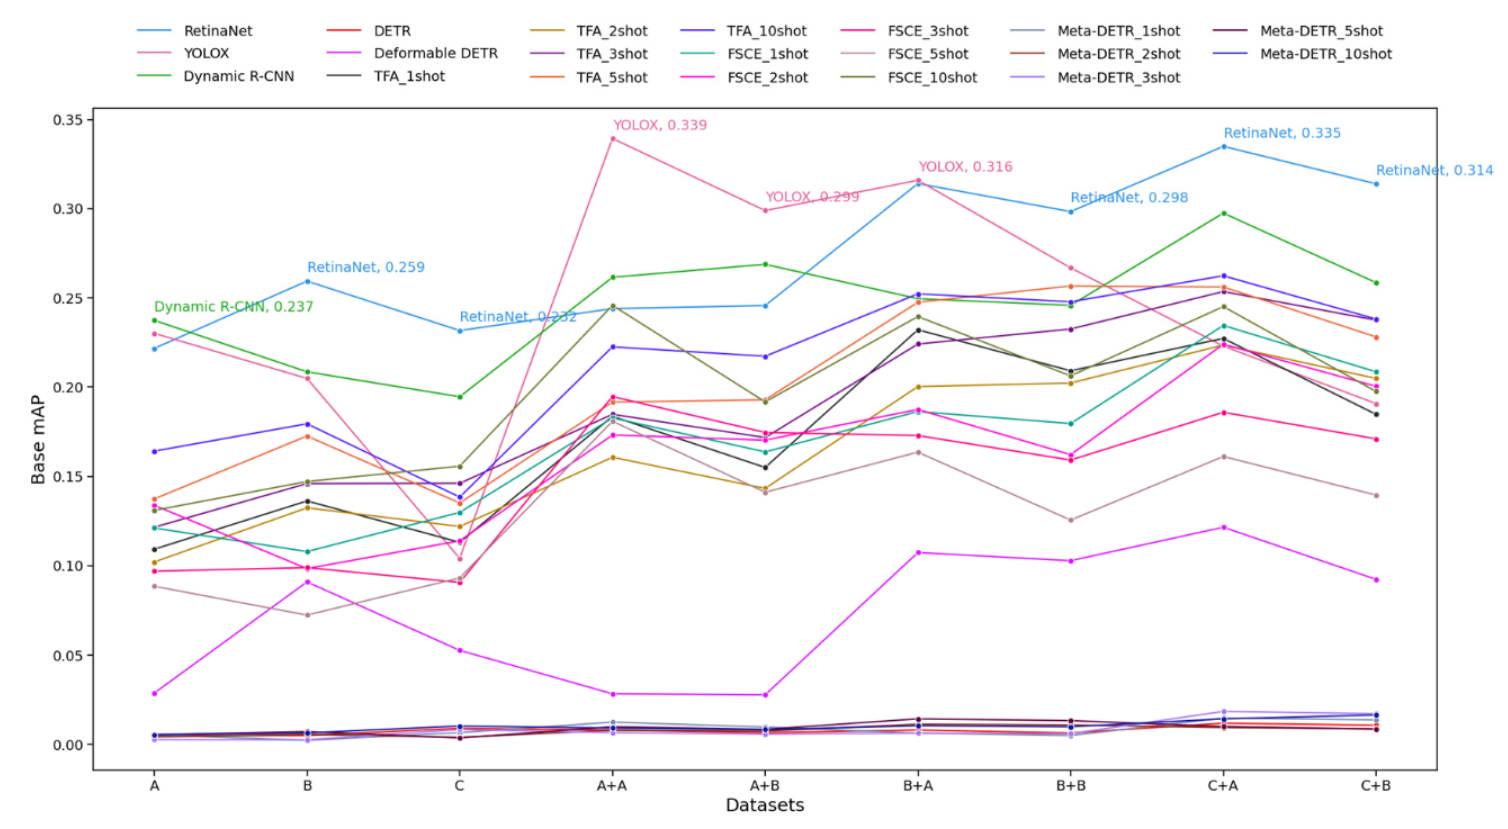 RetinaNet DETR TFA_2shot TFA_10shot FSCE_3shot Meta-DETR_1shot Meta-DETR_5shot
YOLOX Deformable DETR TFA_3shot FSCE_1shot FSCE_5shot Meta-DETR_2shot Meta-DETR_10shot
Dynamic R-CNN TFA_1shot TFA_5shot FSCE_2shot FSCE_10shot Meta-DETR_3shot
0.35
YOLOX, 0.339
RetinaNet, 0.335
YOLOX, 0.316
RetinaNet, 0.314
0.30
YOLOX, 0.299
RetinaNet, 0.298
RetinaNet, 0.259
0.25
Dynamic R-CNN, 0.237
RetinaNet, 0.232
0.20
0.15
0.10
0.05
0.00
Base mAP
A B C A+A A+B B+A B+B C+A C+B
Datasets